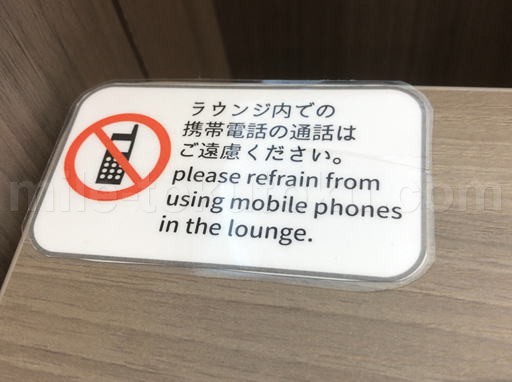 ラウンジ内での
携帯電話の通話は
ご遠慮ください。
please refrain from
using mobile phones
in the lounge.